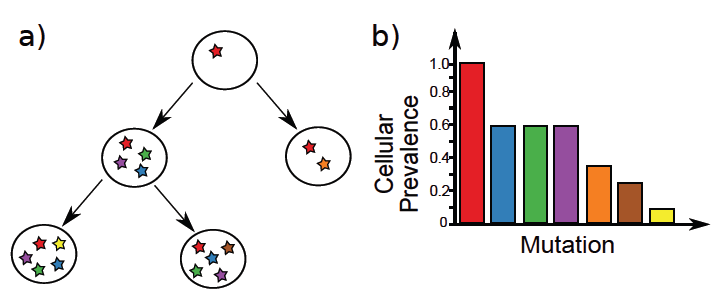 a)
b)
1.0
0.8
0.6
0.4
0.2
0
Cellular
Prevalence
Mutation